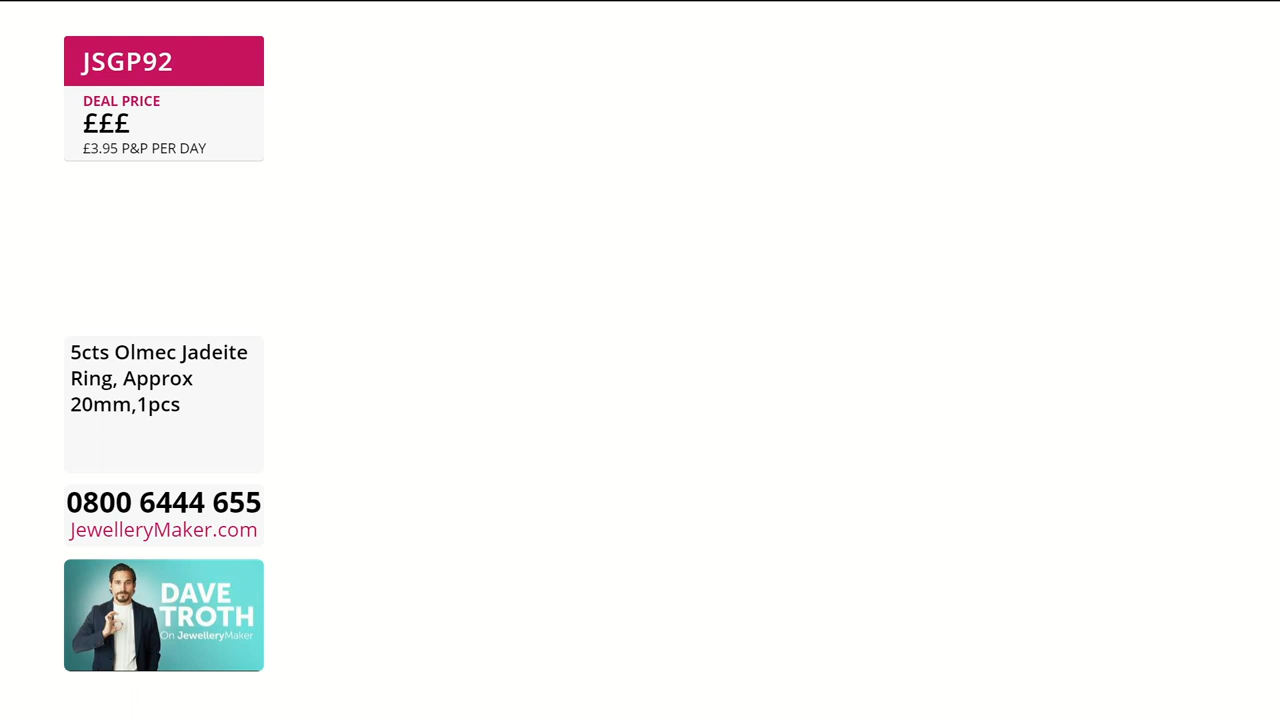 JSGP92
DEAL PRICE
£££
£3.95 P&P PER DAY
5cts Olmec Jadeite
Ring, Approx
20mm,1pcs
0800 6444 655
JewelleryMaker.com
DAVE
TROTH
On JewelleryMaker